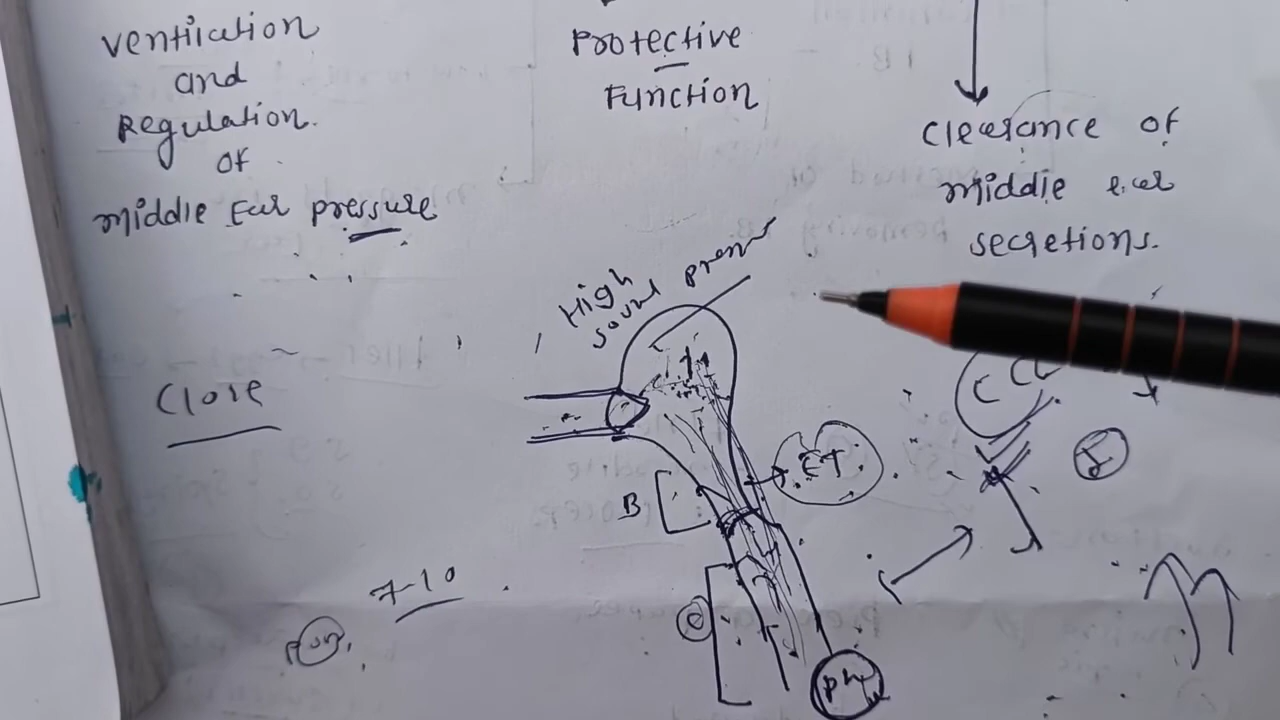 ventilation
and
Regulation.
of
middle Ear pressure
Protective
Function
Clearance of
middle ear
secretions.
High
sound
Close
ET
B
7-10
ph